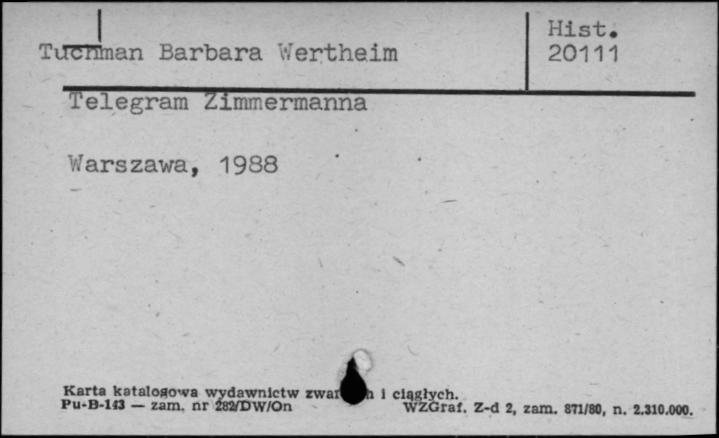 Hist.
Tuchman Barbara Wertheim 20111
Telegram Zimmermanna
Warszawa, 1988
Karta katalogowa wydawnictw zwartych i ciągłych.
Pu-B-143 — zam. nr 282/DW/On WZGraf. Z-d 2, zam. 871/80, n. 2.310.000.